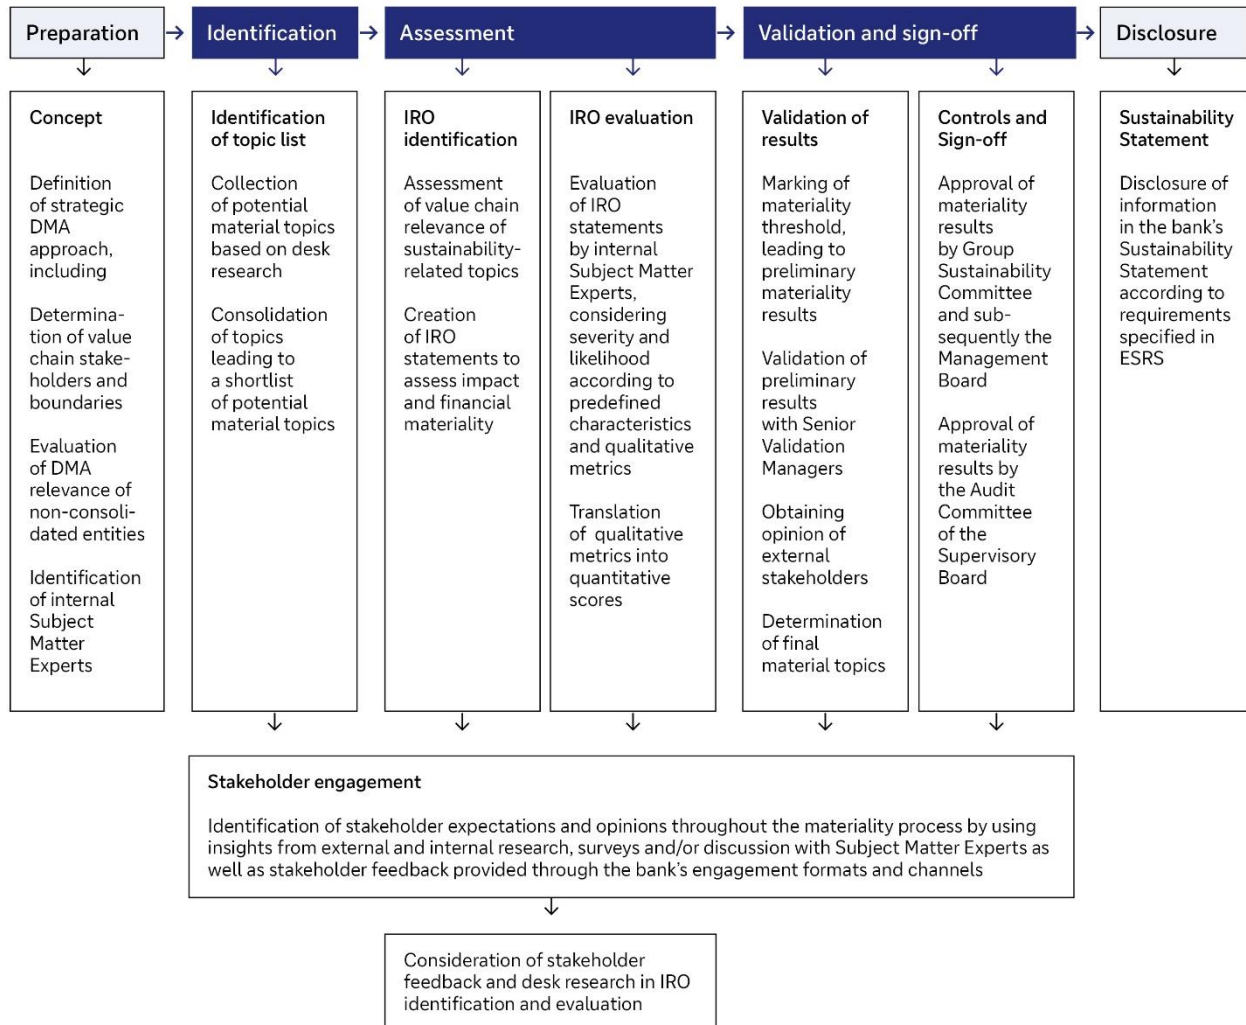 Preparation
Identification
Assessment
Validation and sign-off
Disclosure
Concept
Definition
of strategic
DMA
approach,
including
Determina-
tion of value
chain stake-
holders and
boundaries
Evaluation
of DMA
relevance of
non-consoli-
dated entities
Identification
of internal
Subject
Matter
Experts
Identification
of topic list
Collection
of potential
material topics
based on desk
research
Consolidation
of topics
leading to
a shortlist
of potential
material topics
IRO
identification
Assessment
of value chain
relevance of
sustainability-
related topics
Creation
of IRO
statements to
assess impact
and financial
materiality
IRO evaluation
Evaluation
of IRO
statements
by internal
Subject Matter
Experts,
considering
severity and
likelihood
according to
predefined
characteristics
and qualitative
metrics
Translation
of qualitative
metrics into
quantitative
scores
Validation of
results
Marking of
materiality
threshold,
leading to
preliminary
materiality
results
Validation of
preliminary
results
with Senior
Validation
Managers
Obtaining
opinion of
external
stakeholders
Determination
of final
material topics
Controls and
Sign-off
Approval of
materiality
results
by Group
Sustainability
Committee
and sub-
sequently the
Management
Board
Approval of
materiality
results by
the Audit
Committee
of the
Supervisory
Board
Sustainability
Statement
Disclosure of
information
in the bank's
Sustainability
Statement
according to
requirements
specified in
ESRS
Stakeholder engagement
Identification of stakeholder expectations and opinions throughout the materiality process by using
insights from external and internal research, surveys and/or discussion with Subject Matter Experts as
well as stakeholder feedback provided through the bank's engagement formats and channels
Consideration of stakeholder
feedback and desk research in IRO
identification and evaluation